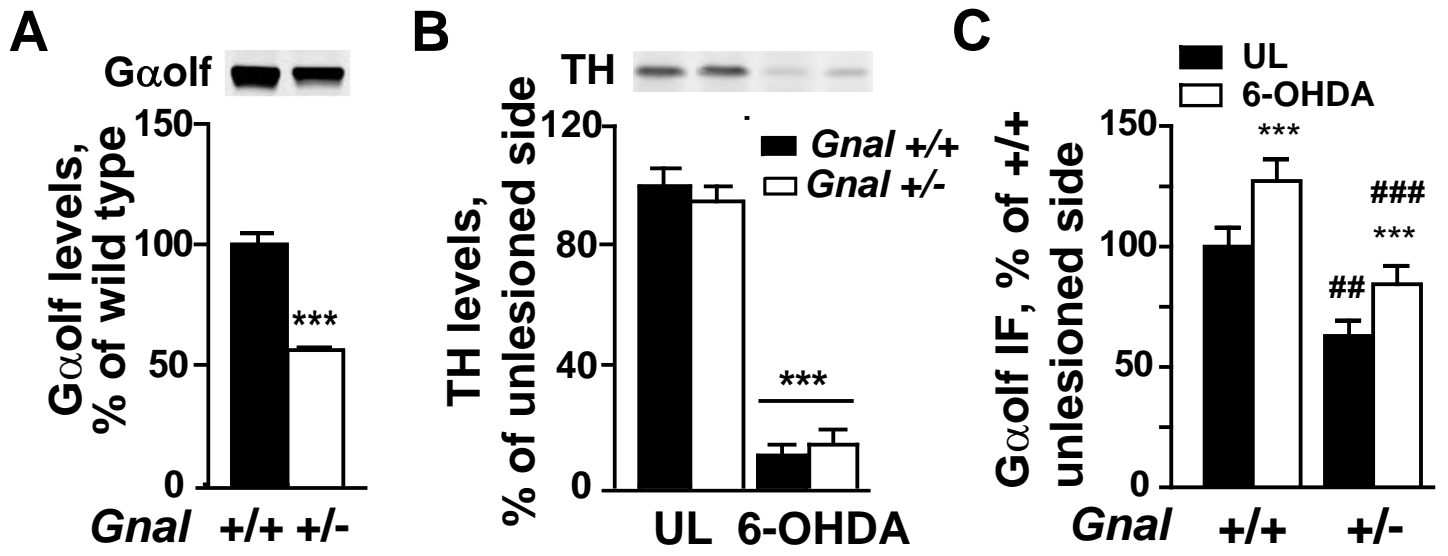 A
Gαolf
Gαolf levels,
% of wild type
150
100
50
0
***
Gnal +/+ +/-
B
TH
TH levels,
% of unlesioned side
120
80
40
0
Gnal +/+
Gnal +/-
***
UL 6-OHDA
C
UL
6-OHDA
Gαolf IF, % of +/+
unlesioned side
150
100
50
0
***
###
***
##
Gnal +/+ +/-